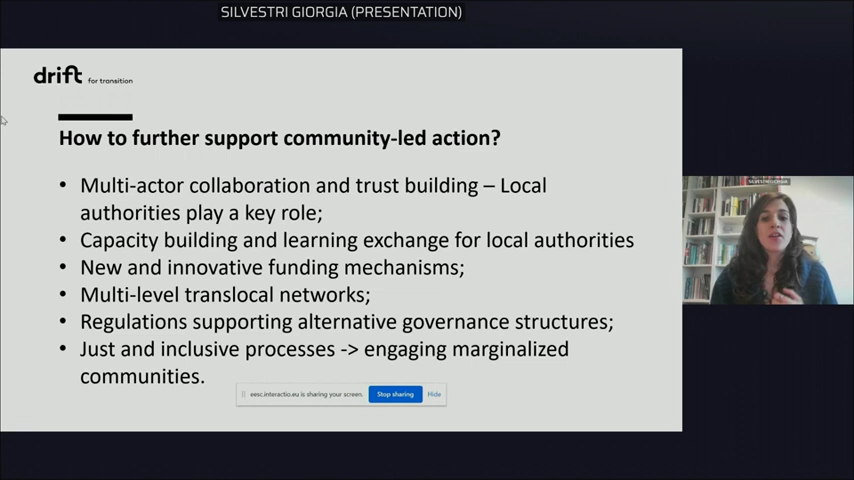 SILVESTRI GIORGIA (PRESENTATION)
drift for transition
How to further support community-led action?
• Multi-actor collaboration and trust building – Local
authorities play a key role;
• Capacity building and learning exchange for local authorities
• New and innovative funding mechanisms;
• Multi-level translocal networks;
• Regulations supporting alternative governance structures;
• Just and inclusive processes -> engaging marginalized
communities.
eesc.interactio.eu is sharing your screen.
Stop sharing
Hide
SILVESTRI GIORGIA